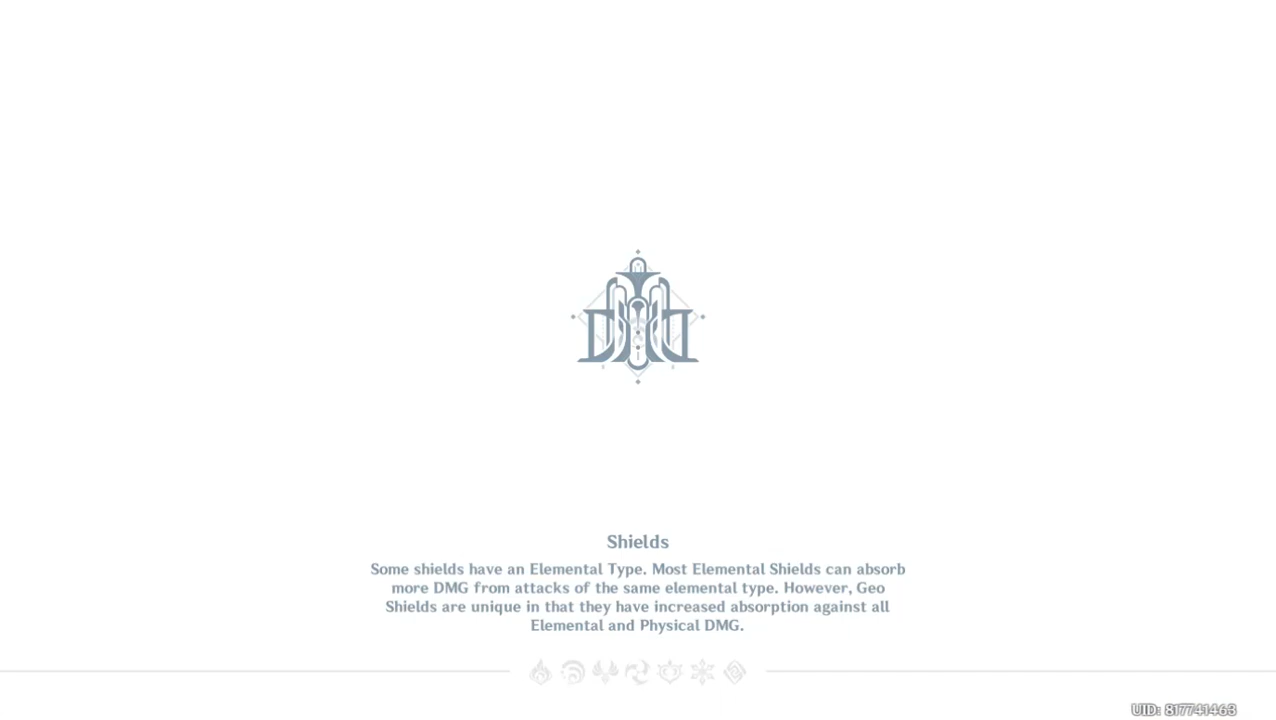 Shields
Some shields have an Elemental Type. Most Elemental Shields can absorb
more DMG from attacks of the same elemental type. However, Geo
Shields are unique in that they have increased absorption against all
Elemental and Physical DMG.
UID: 817741463